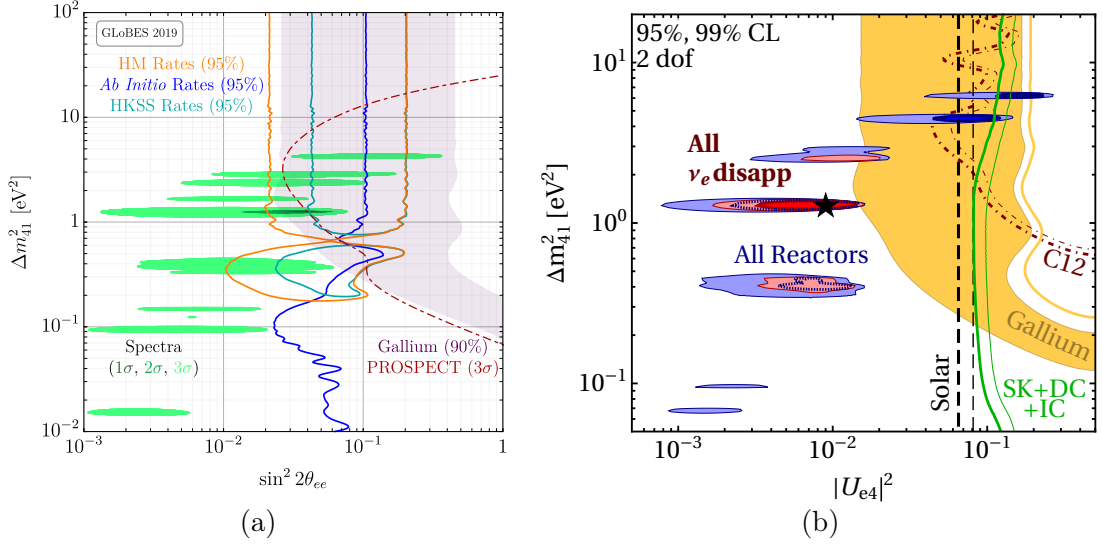 GLoBES 2019
HM Rates (95%)
Ab Initio Rates (95%)
HKSS Rates (95%)
Spectra
(1σ, 2σ, 3σ)
Gallium (90%)
PROSPECT (3σ)
10²
10
1
10⁻¹
10⁻²
Δm²₄₁ [eV²]
10⁻³
10⁻²
10⁻¹
1
sin² 2θₑₑ
(a)
95%, 99% CL
2 dof
All
νₑ disapp
All Reactors
C12
Gallium
Solar
SK+DC
+IC
10¹
10⁰
10⁻¹
Δm²₄₁ [eV²]
10⁻³
10⁻²
10⁻¹
|Uₑ₄|²
(b)